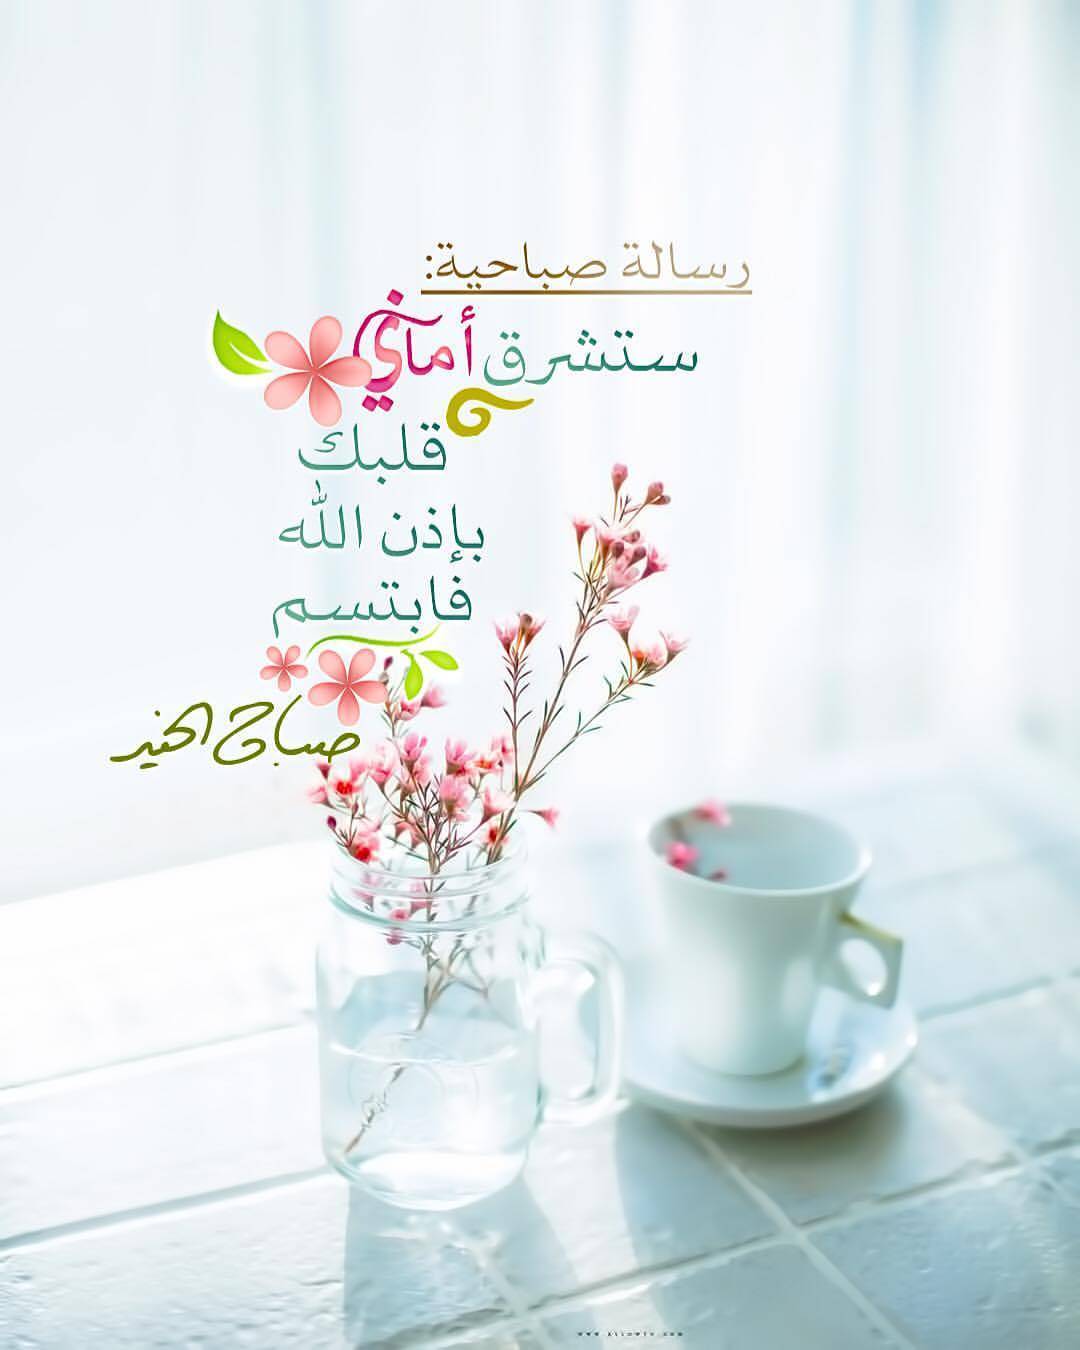 رسالة صباحية:
ستشرق أماني
قلبك
بإذن الله
فابتسم
صباح الخير